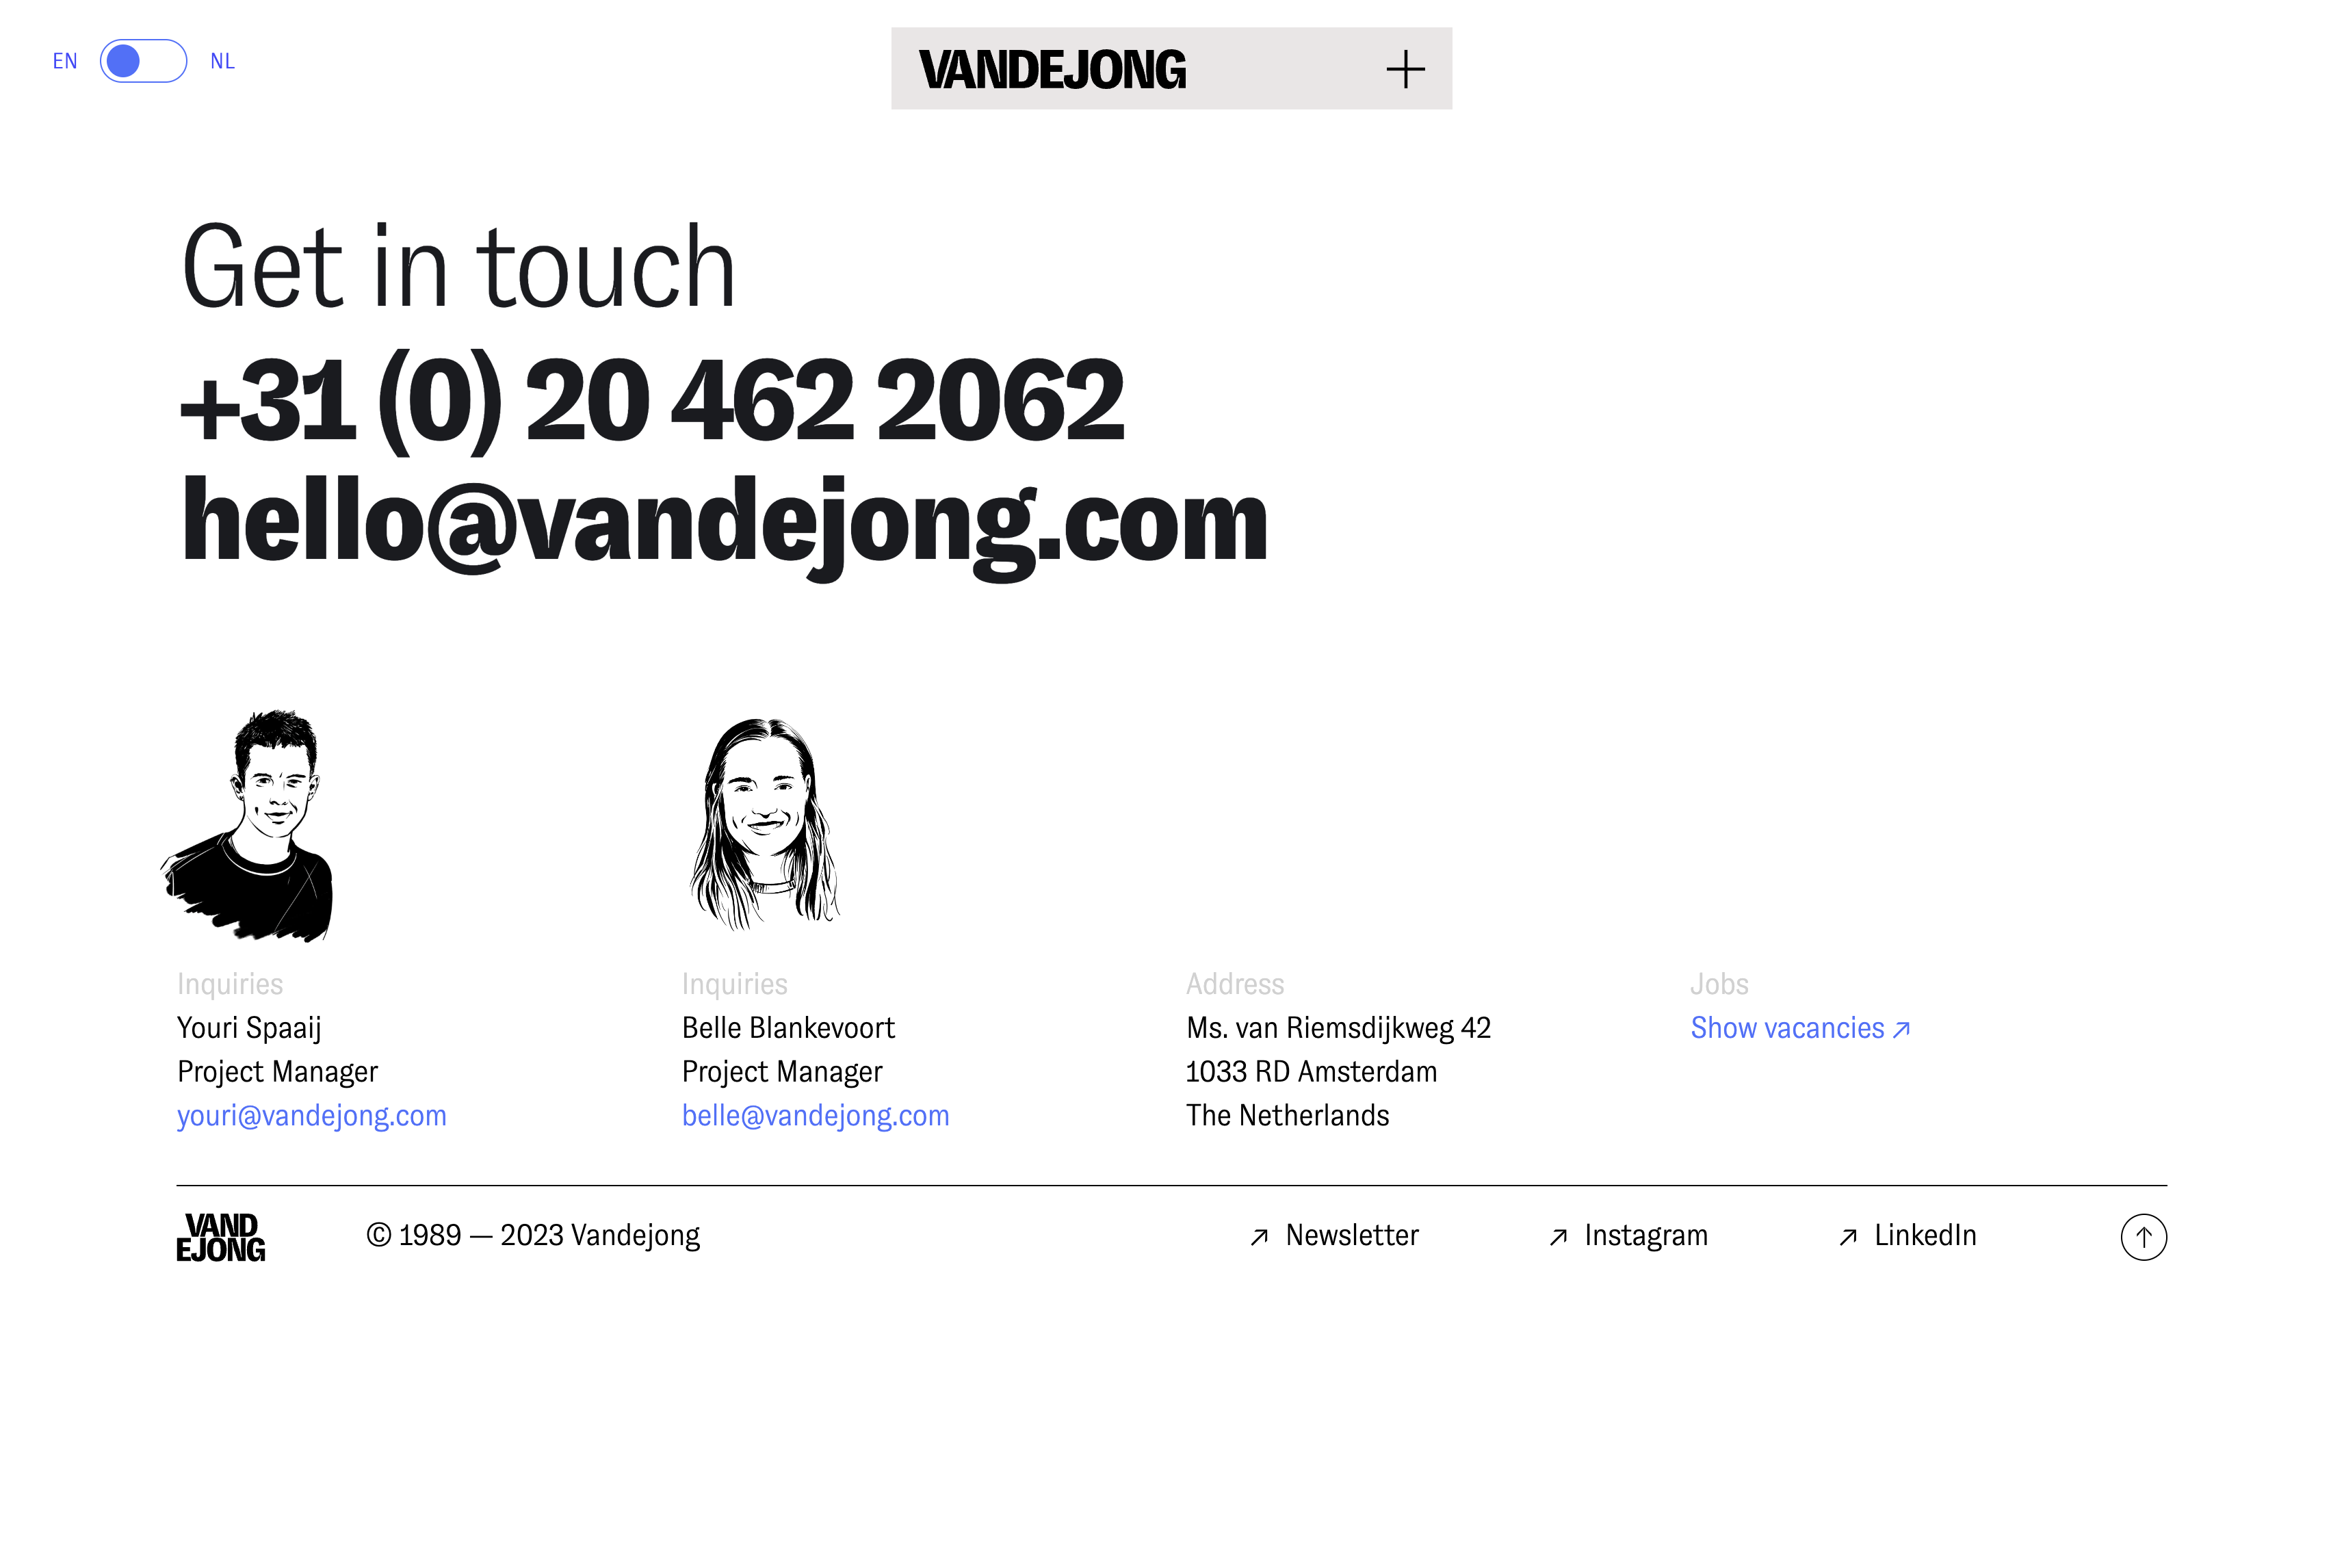 EN NL
VANDEJONG
Get in touch
+31 (0) 20 462 2062
hello@vandejong.com
Inquiries
Youri Spaaij
Project Manager
youri@vandejong.com
Inquiries
Belle Blankevoort
Project Manager
belle@vandejong.com
Address
Ms. van Riemsdijkweg 42
1033 RD Amsterdam
The Netherlands
Jobs
Show vacancies ↗
VAND
EJONG
© 1989 — 2023 Vandejong
↗ Newsletter
↗ Instagram
↗ LinkedIn